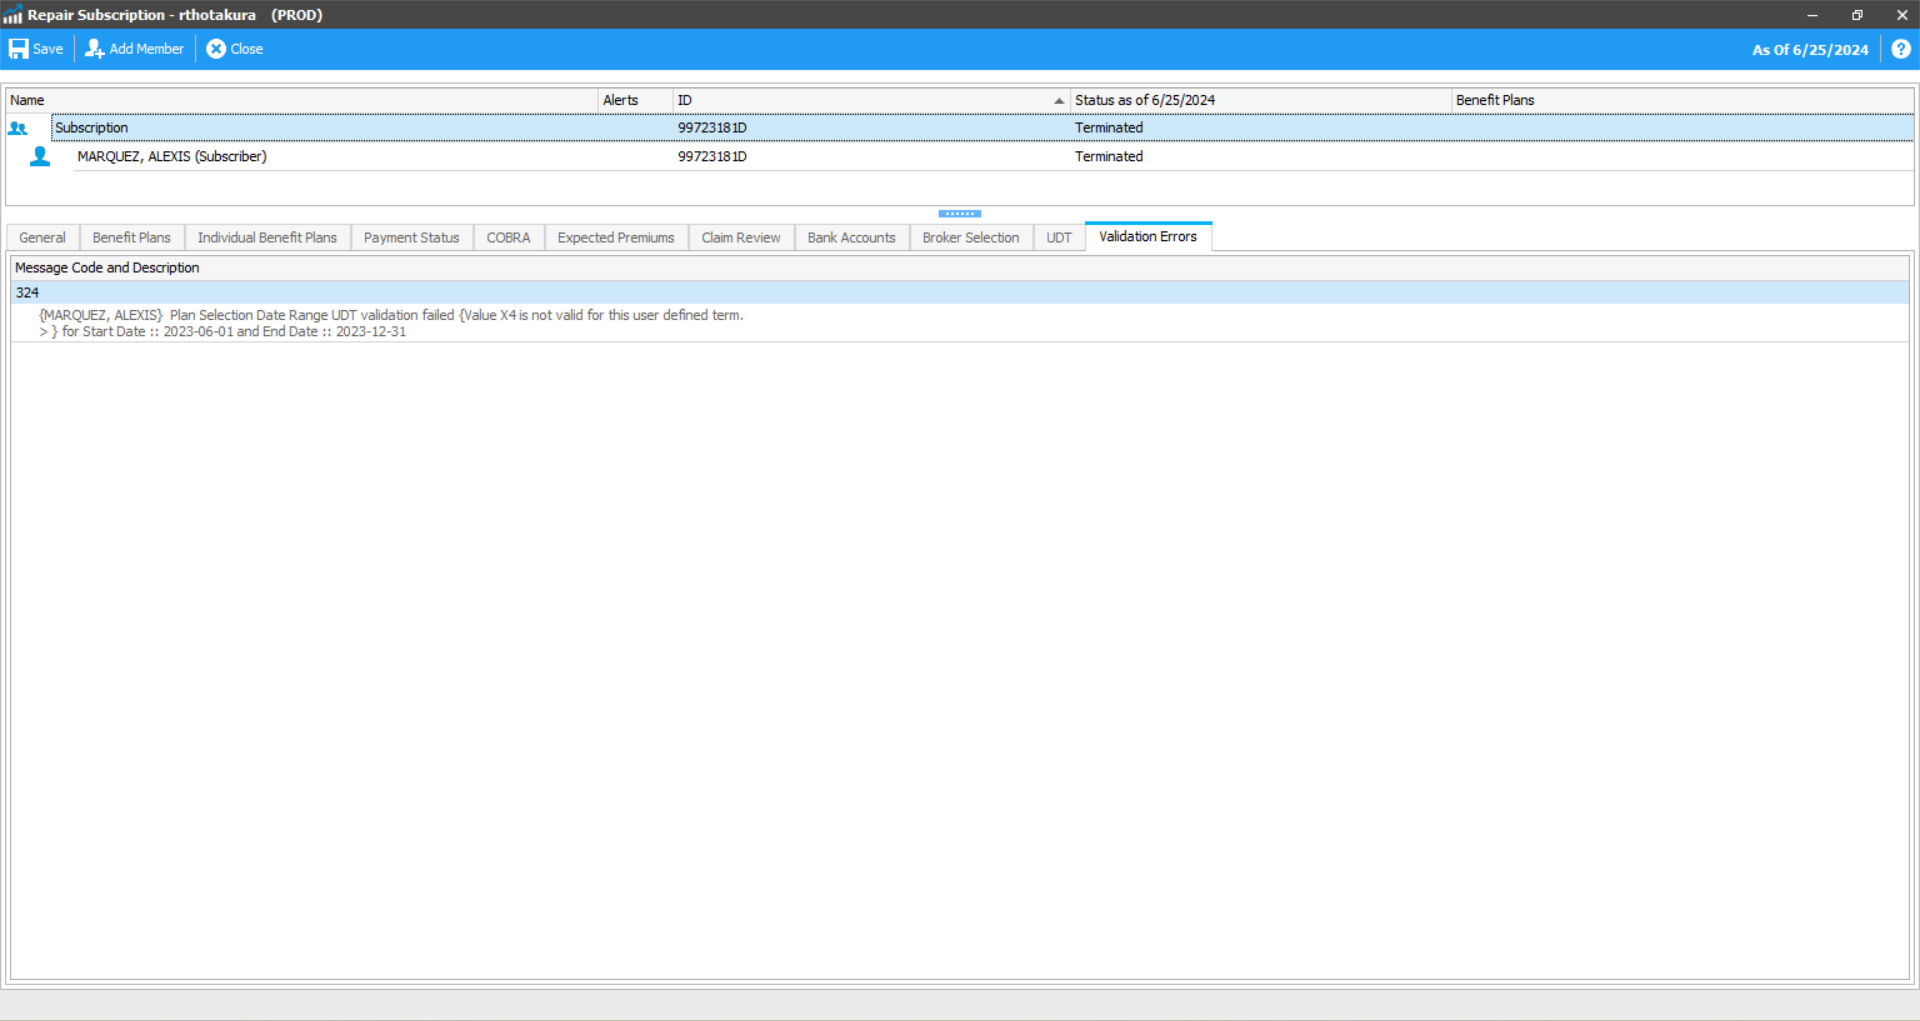 Repair Subscription - rthotakura (PROD)
Save Add Member Close As Of 6/25/2024 ?
Name Alerts ID Status as of 6/25/2024 Benefit Plans
Subscription 99723181D Terminated
MARQUEZ, ALEXIS (Subscriber) 99723181D Terminated
General Benefit Plans Individual Benefit Plans Payment Status COBRA Expected Premiums Claim Review Bank Accounts Broker Selection UDT Validation Errors
Message Code and Description
324
{MARQUEZ, ALEXIS} Plan Selection Date Range UDT validation failed {Value X4 is not valid for this user defined term.
> } for Start Date :: 2023-06-01 and End Date :: 2023-12-31